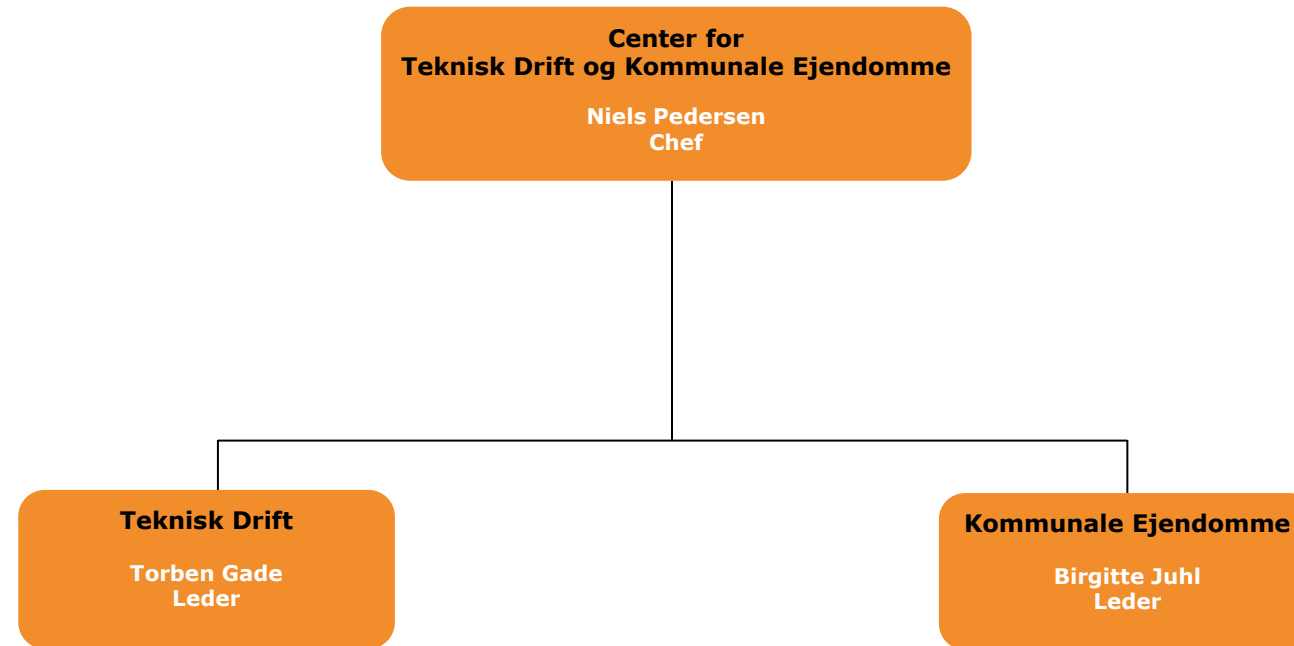 Center for
Teknisk Drift og Kommunale Ejendomme
Niels Pedersen
Chef
Teknisk Drift
Torben Gade
Leder
Kommunale Ejendomme
Birgitte Juhl
Leder